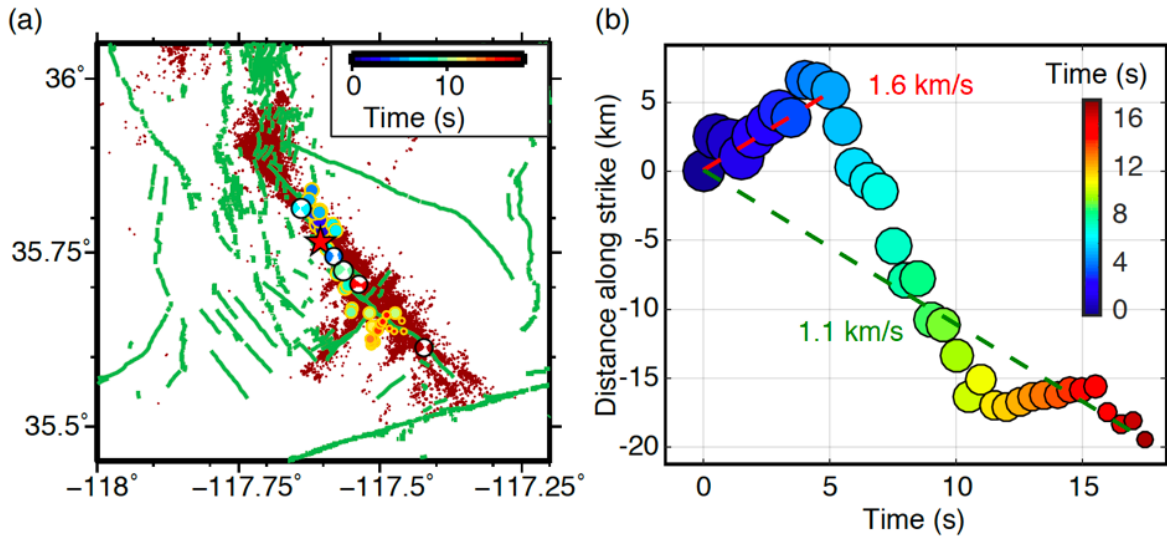 (a)
36°
35.75°
35.5°
0 10
Time (s)
−118° −117.75° −117.5° −117.25°
(b)
Distance along strike (km)
5
0
-5
-10
-15
-20
1.6 km/s
1.1 km/s
Time (s)
16
12
8
4
0
0 5 10 15
Time (s)